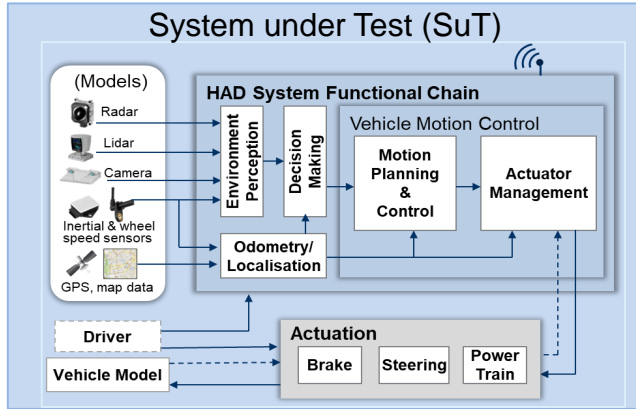 System under Test (SuT)
(Models)
Radar
Lidar
Camera
Inertial & wheel
speed sensors
GPS, map data
HAD System Functional Chain
Environment
Perception
Decision
Making
Odometry/
Localisation
Vehicle Motion Control
Motion
Planning
&
Control
Actuator
Management
Driver
Vehicle Model
Actuation
Brake
Steering
Power
Train